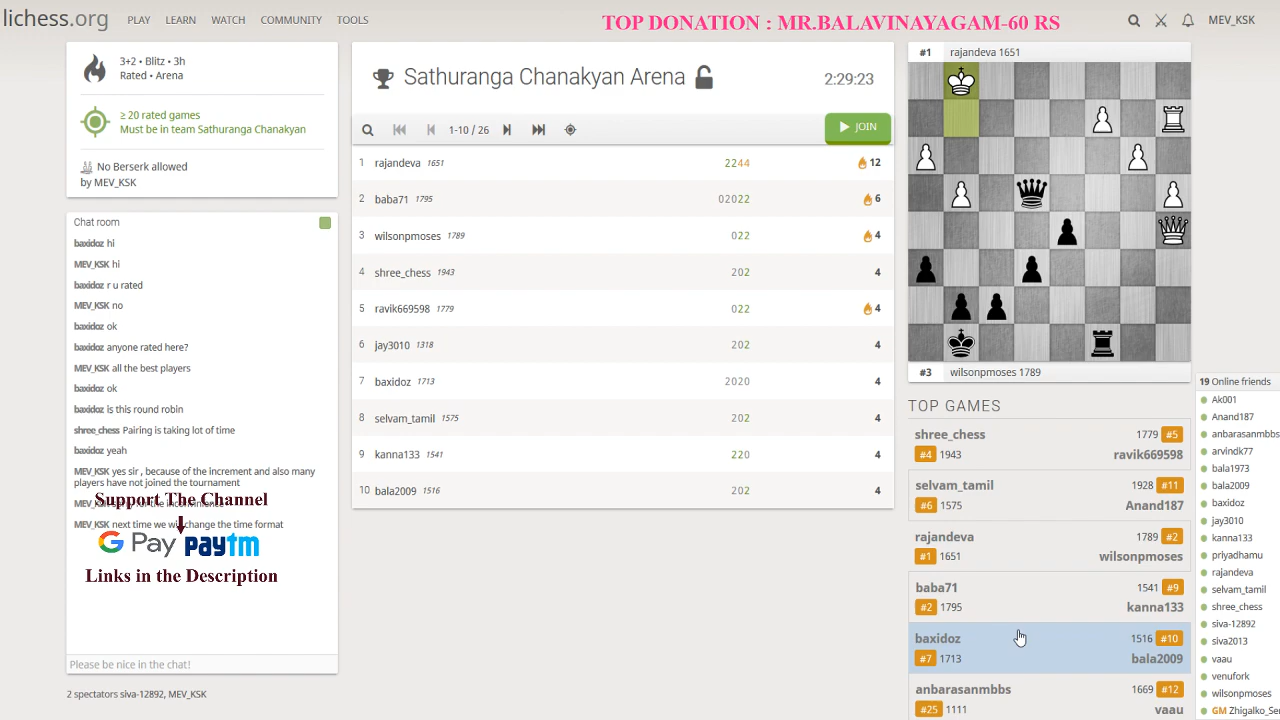 lichess.org PLAY LEARN WATCH COMMUNITY TOOLS MEV_KSK
TOP DONATION : MR.BALAVINAYAGAM-60 RS
3+2 • Blitz • 3h
Rated • Arena
≥ 20 rated games
Must be in team Sathuranga Chanakyan
No Berserk allowed
by MEV_KSK
Chat room
baxidoz hi
MEV_KSK hi
baxidoz r u rated
MEV_KSK no
baxidoz ok
baxidoz anyone rated here?
MEV_KSK all the best players
baxidoz ok
baxidoz is this round robin
shree_chess Pairing is taking lot of time
baxidoz yeah
MEV_KSK yes sir , because of the increment and also many
players have not joined the tournament
Support The Channel
MEV_KSK next time we will change the time format
G Pay paytm
Links in the Description
Please be nice in the chat!
2 spectators siva-12892, MEV_KSK
Sathuranga Chanakyan Arena 2:29:23
1-10 / 26 JOIN
1 rajandeva 1651 2244 12
2 baba71 1795 02022 6
3 wilsonpmoses 1789 022 4
4 shree_chess 1943 202 4
5 ravik669598 1779 022 4
6 jay3010 1318 202 4
7 baxidoz 1713 2020 4
8 selvam_tamil 1575 202 4
9 kanna133 1541 220 4
10 bala2009 1516 202 4
#1 rajandeva 1651
#3 wilsonpmoses 1789
TOP GAMES
shree_chess 1779 #5
#4 1943 ravik669598
selvam_tamil 1928 #11
#6 1575 Anand187
rajandeva 1789 #2
#1 1651 wilsonpmoses
baba71 1541 #9
#2 1795 kanna133
baxidoz 1516 #10
#7 1713 bala2009
anbarasanmbbs 1669 #12
#25 1111 vaau
19 Online friends
Ak001
Anand187
anbarasanmbbs
arvindk77
bala1973
bala2009
baxidoz
jay3010
kanna133
priyadhamu
rajandeva
selvam_tamil
shree_chess
siva-12892
siva2013
vaau
venufork
wilsonpmoses
GM Zhigalko_Se